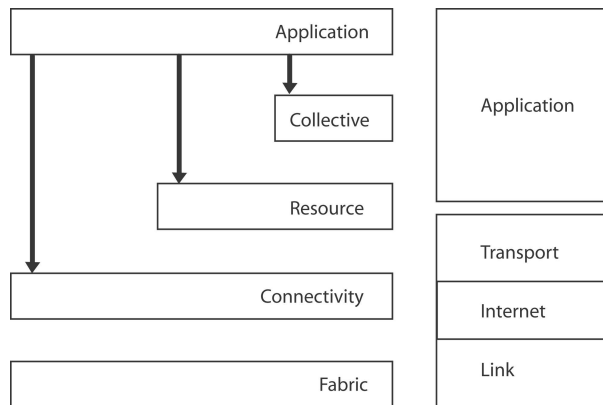 Application
Collective
Resource
Connectivity
Fabric
Application
Transport
Internet
Link